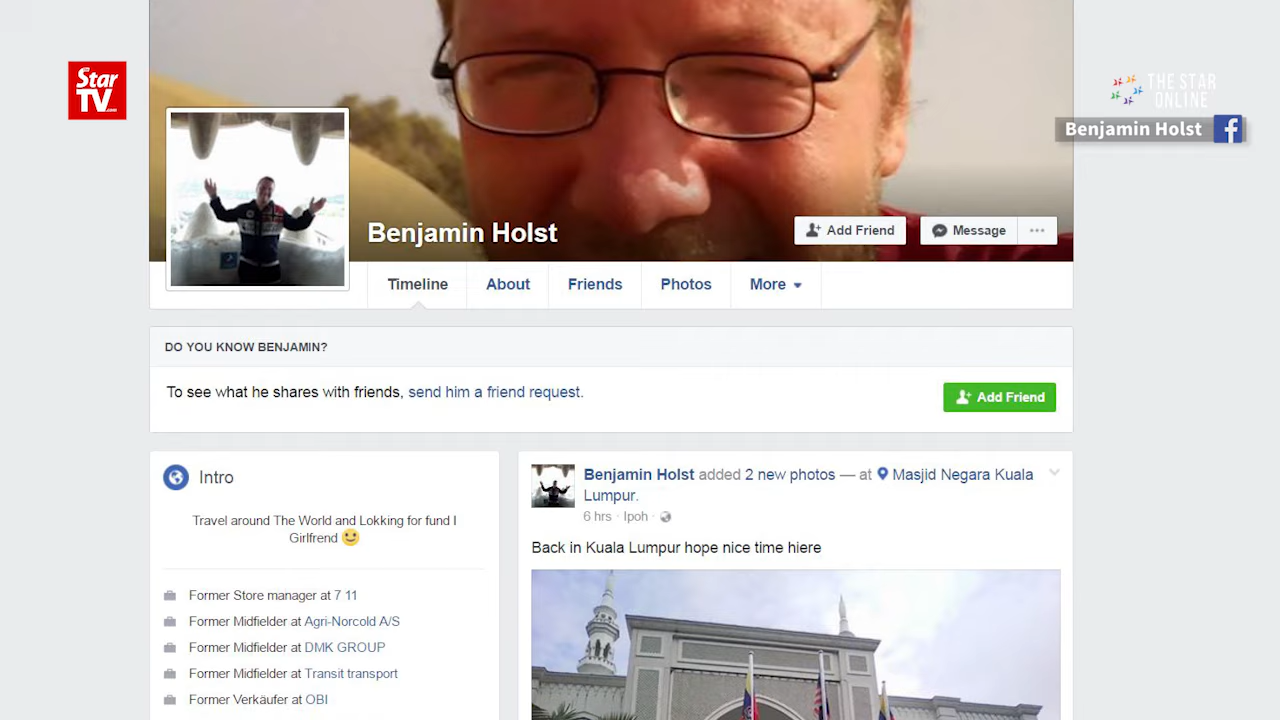 Star
TV.com
THE STAR
ONLINE
Benjamin Holst
Benjamin Holst
Add Friend
Message
Timeline
About
Friends
Photos
More
DO YOU KNOW BENJAMIN?
To see what he shares with friends, send him a friend request.
Add Friend
Intro
Travel around The World and Lokking for fund I
Girlfrend
Former Store manager at 7 11
Former Midfielder at Agri-Norcold A/S
Former Midfielder at DMK GROUP
Former Midfielder at Transit transport
Former Verkäufer at OBI
Benjamin Holst added 2 new photos — at Masjid Negara Kuala
Lumpur.
6 hrs · Ipoh ·
Back in Kuala Lumpur hope nice time hiere